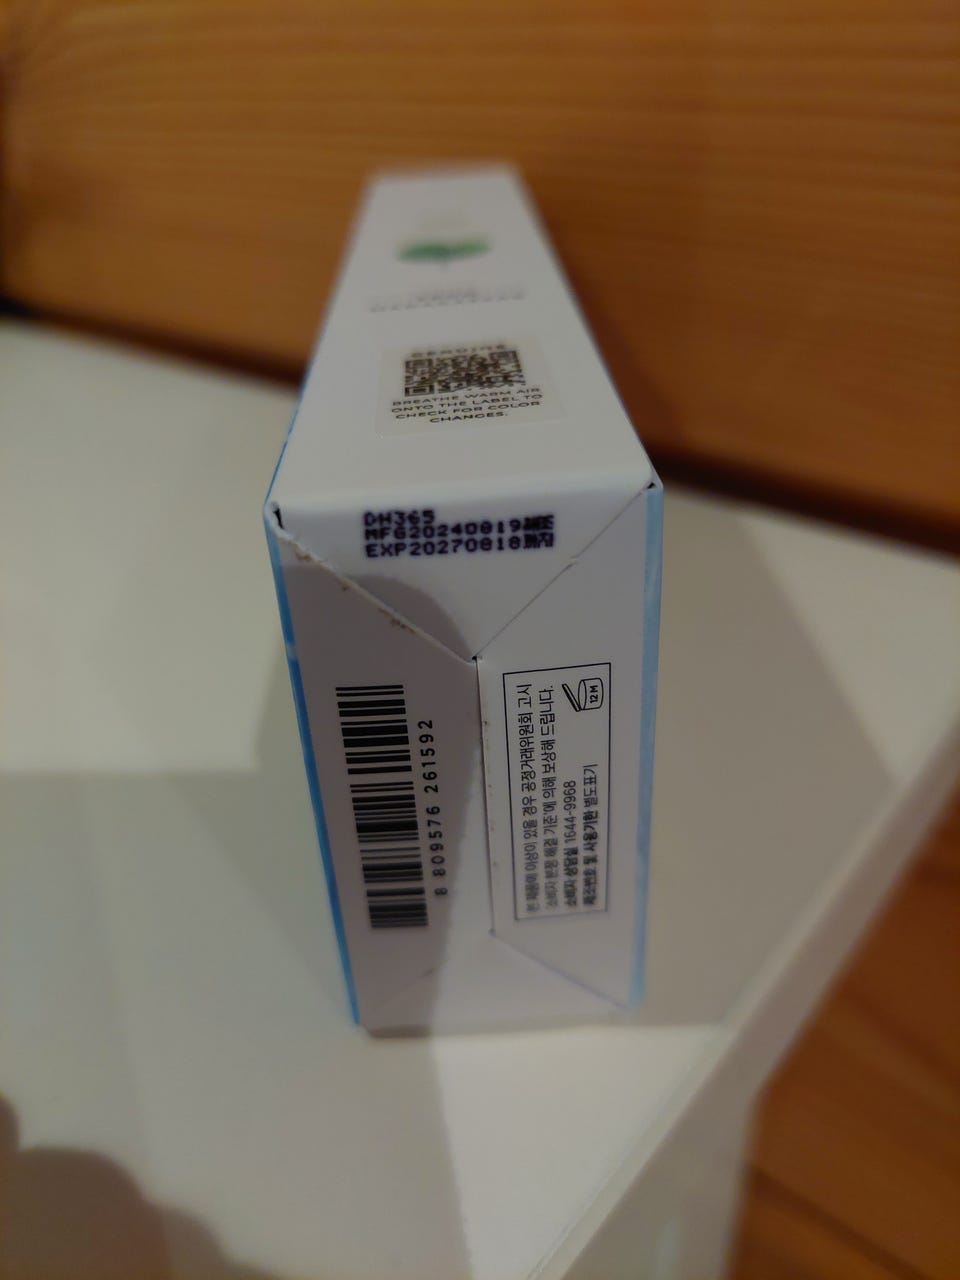 GENUINE
BREATHE WARM AIR
ONTO THE LABEL TO
CHECK FOR COLOR
CHANGES.
DH365
MFG20240819제조
EXP20270818까지
8 809576 261592
12M
본 제품에 이상이 있을 경우 공정거래위원회 고시
소비자 분쟁 해결 기준'에 의해 보상해 드립니다.
소비자 상담실 1644-9968
제조번호 및 사용기한 별도표기